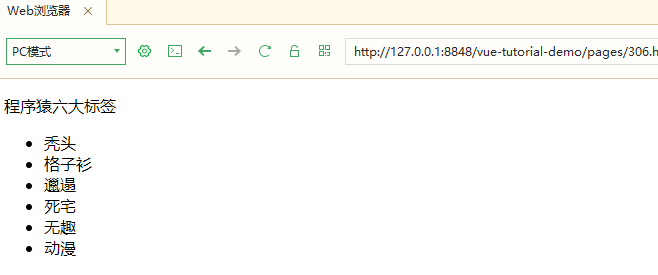 Web浏览器
PC模式
http://127.0.0.1:8848/vue-tutorial-demo/pages/306.h
程序猿六大标签
秃头
格子衫
邋遢
死宅
无趣
动漫